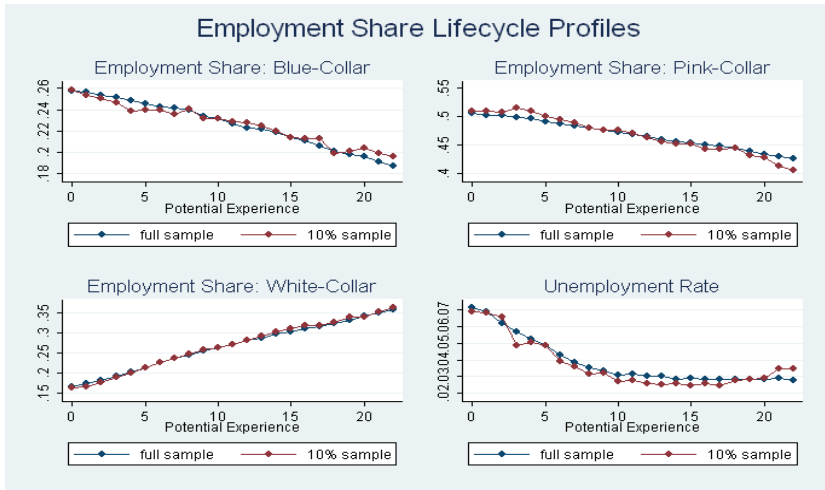 Employment Share Lifecycle Profiles
Employment Share: Blue-Collar
.18 .2 .22 .24 .26
0 5 10 15 20
Potential Experience
full sample 10% sample
Employment Share: Pink-Collar
.4 .45 .5 .55
0 5 10 15 20
Potential Experience
full sample 10% sample
Employment Share: White-Collar
.15 .2 .25 .3 .35
0 5 10 15 20
Potential Experience
full sample 10% sample
Unemployment Rate
.02.03.04.05.06.07
0 5 10 15 20
Potential Experience
full sample 10% sample